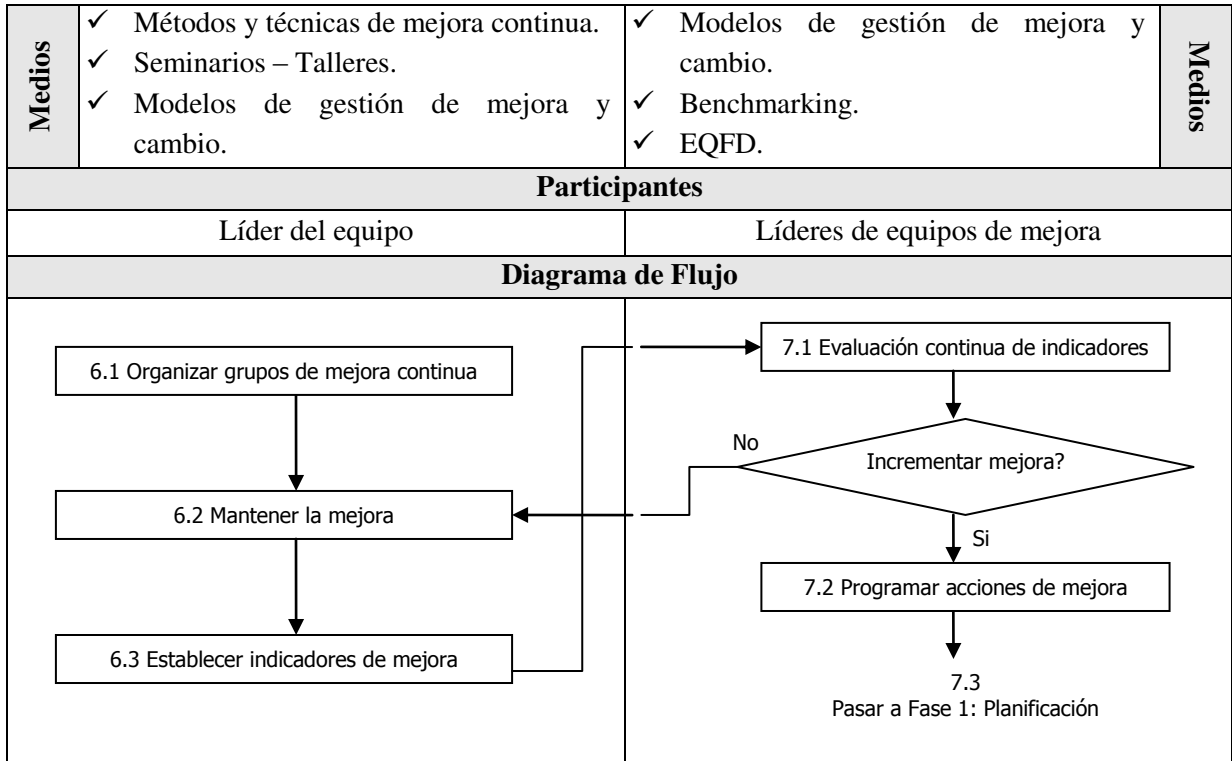 Medios
✓ Métodos y técnicas de mejora continua.
✓ Seminarios – Talleres.
✓ Modelos de gestión de mejora y
cambio.
✓ Modelos de gestión de mejora y
cambio.
✓ Benchmarking.
✓ EQFD.
Medios
Participantes
Líder del equipo
Líderes de equipos de mejora
Diagrama de Flujo
6.1 Organizar grupos de mejora continua
6.2 Mantener la mejora
6.3 Establecer indicadores de mejora
7.1 Evaluación continua de indicadores
No
Incrementar mejora?
Si
7.2 Programar acciones de mejora
7.3
Pasar a Fase 1: Planificación